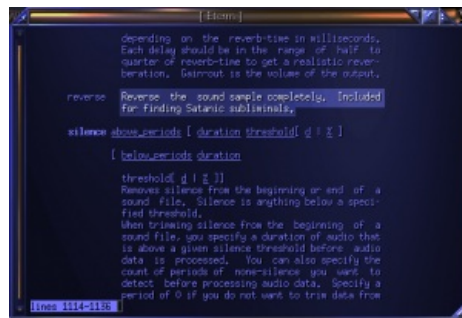 [ Eterm ]
depending on the reverb-time in milliseconds.
Each delay should be in the range of half to
quarter of reverb-time to get a realistic rever-
beration. Gainrout is the volume of the output.
reverse Reverse the sound sample completely. Included
for finding Satanic subliminals.
silence above_periods [ duration threshold[ d | % ]
[ below_periods duration
threshold[ d | % ]]
Removes silence from the beginning or end of a
sound file. Silence is anything below a speci-
fied threshold.
When trimming silence from the beginning of a
sound file, you specify a duration of audio that
is above a given silence threshold before audio
data is processed. You can also specify the
count of periods of none-silence you want to
detect before processing audio data. Specify a
period of 0 if you do not want to trim data from
lines 1114-1136